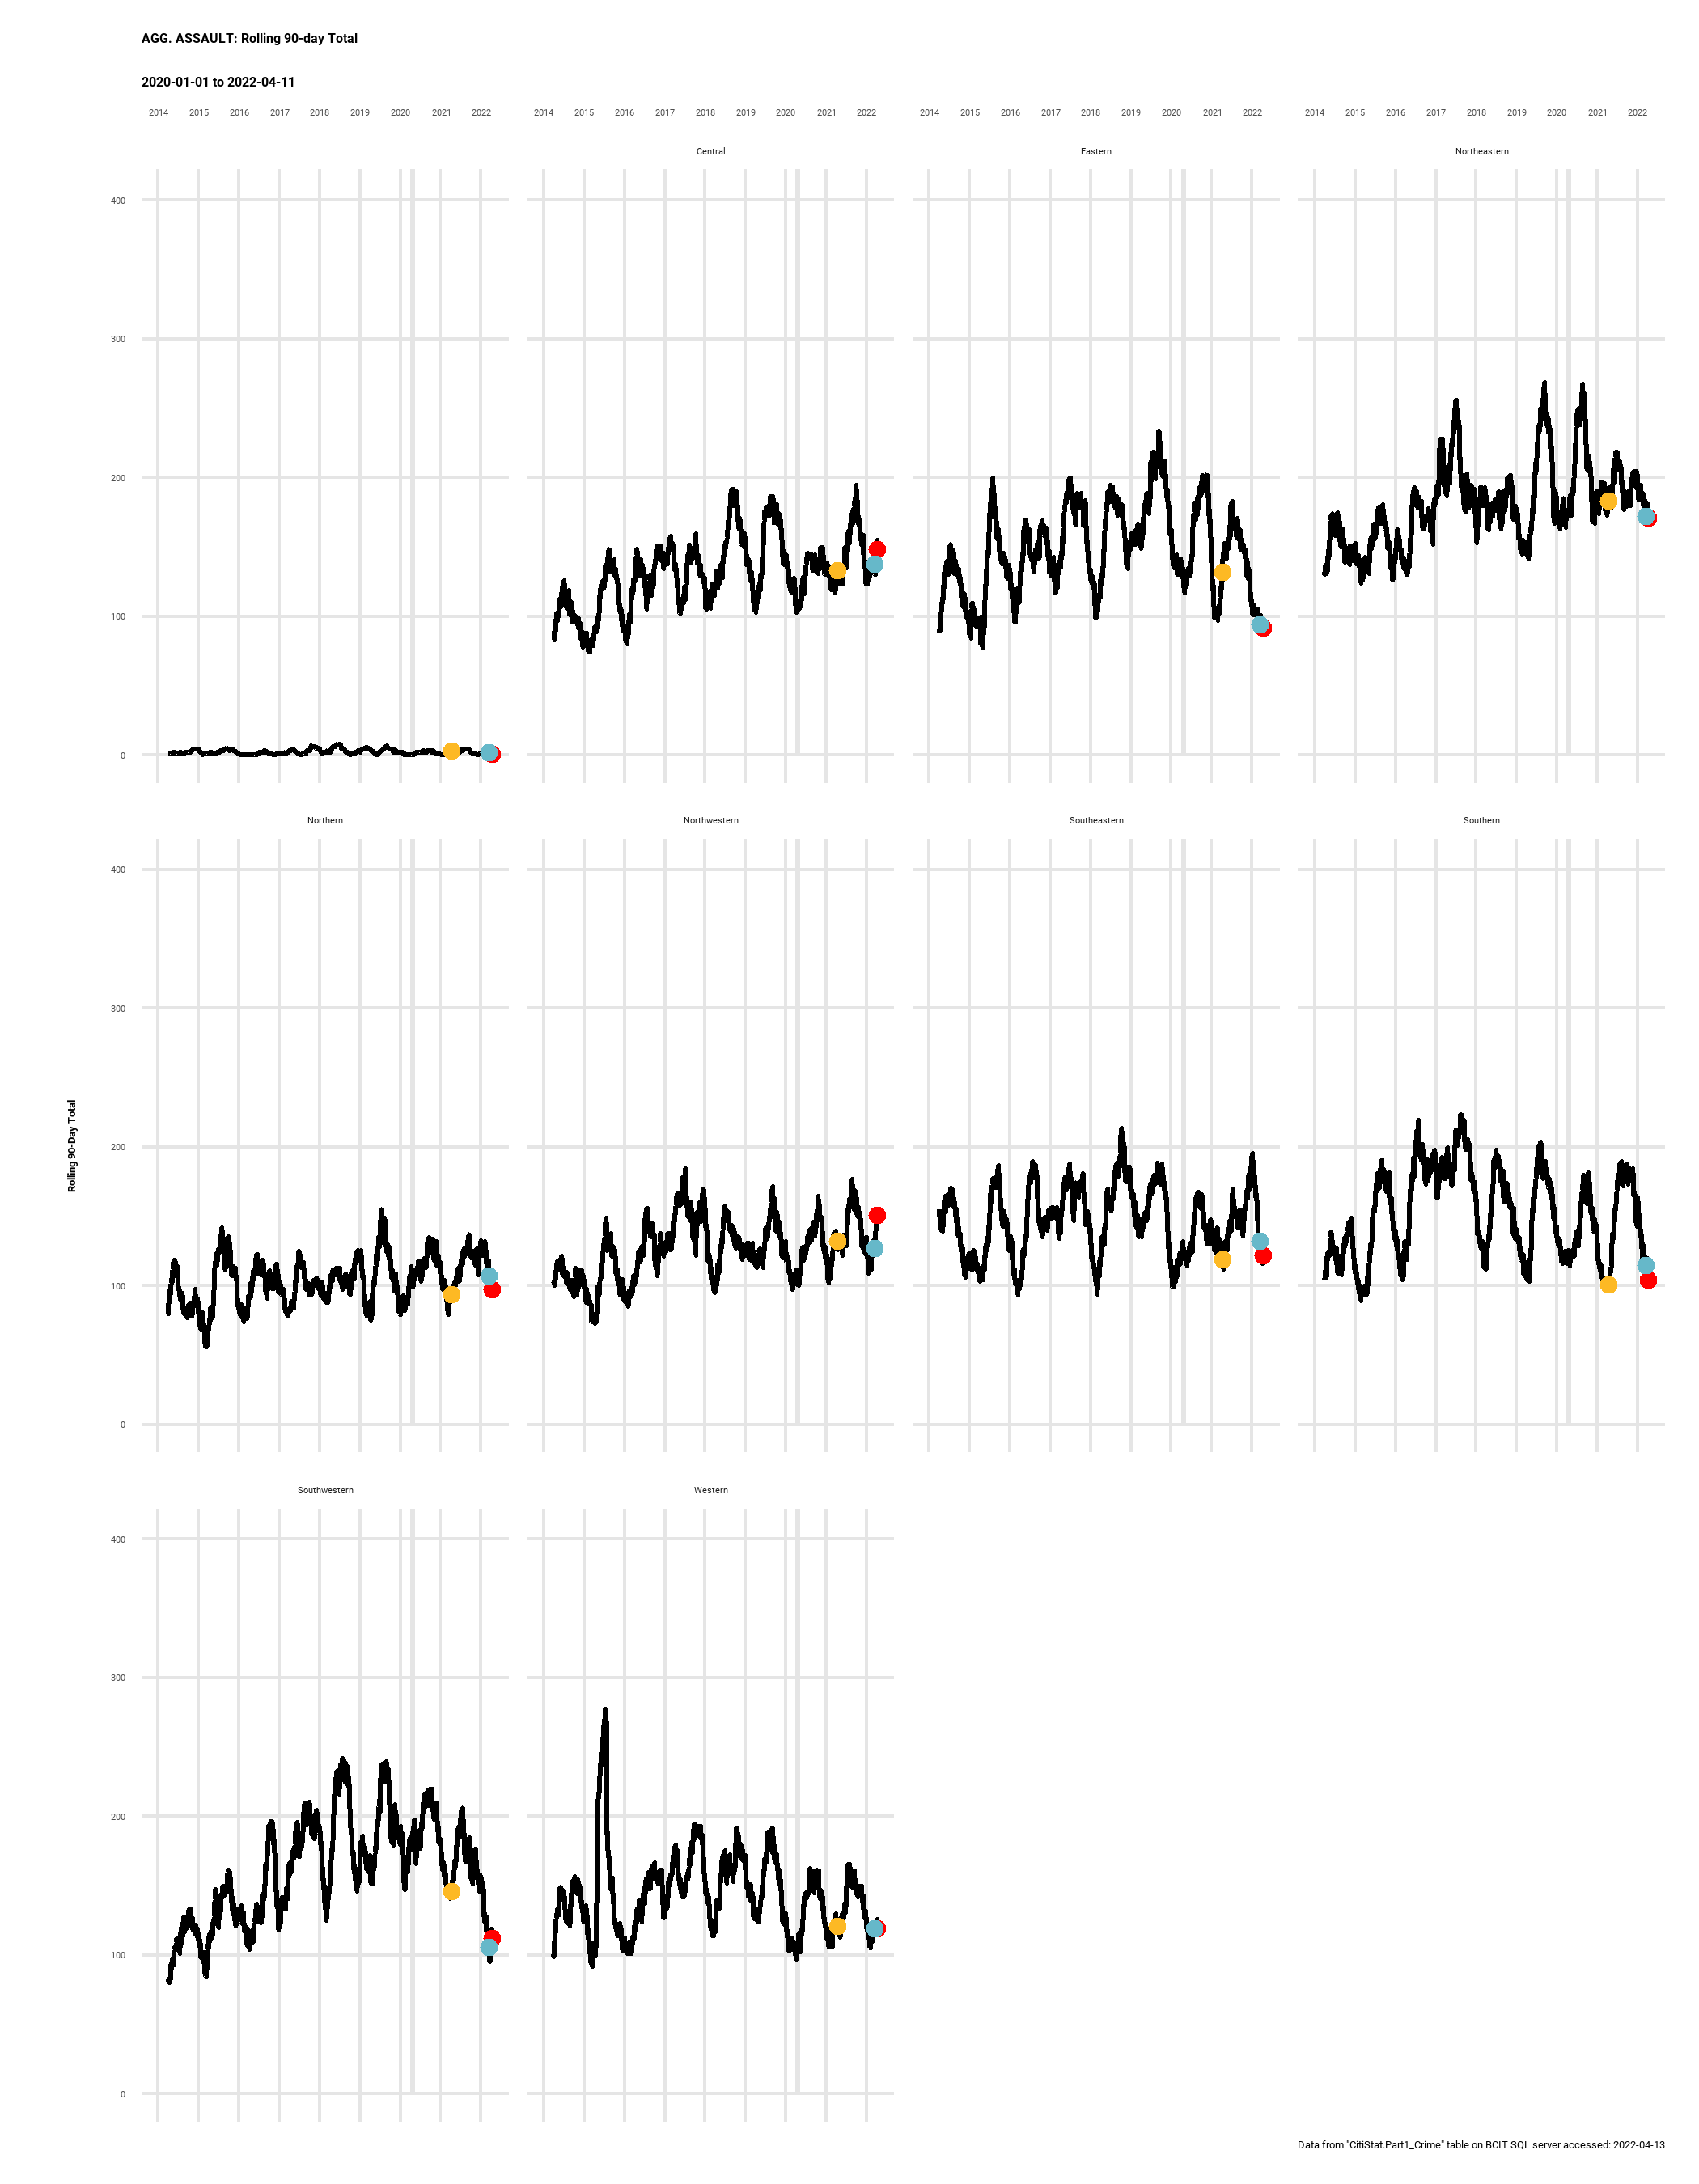 AGG. ASSAULT: Rolling 90-day Total
2020-01-01 to 2022-04-11
2014 2015 2016 2017 2018 2019 2020 2021 2022 2014 2015 2016 2017 2018 2019 2020 2021 2022 2014 2015 2016 2017 2018 2019 2020 2021 2022 2014 2015 2016 2017 2018 2019 2020 2021 2022
Central Eastern Northeastern
400
300
200
100
0
Northern Northwestern Southeastern Southern
400
300
200
100
0
Rolling 90-Day Total
Southwestern Western
400
300
200
100
0
Data from "CitiStat.Part1_Crime" table on BCIT SQL server accessed: 2022-04-13